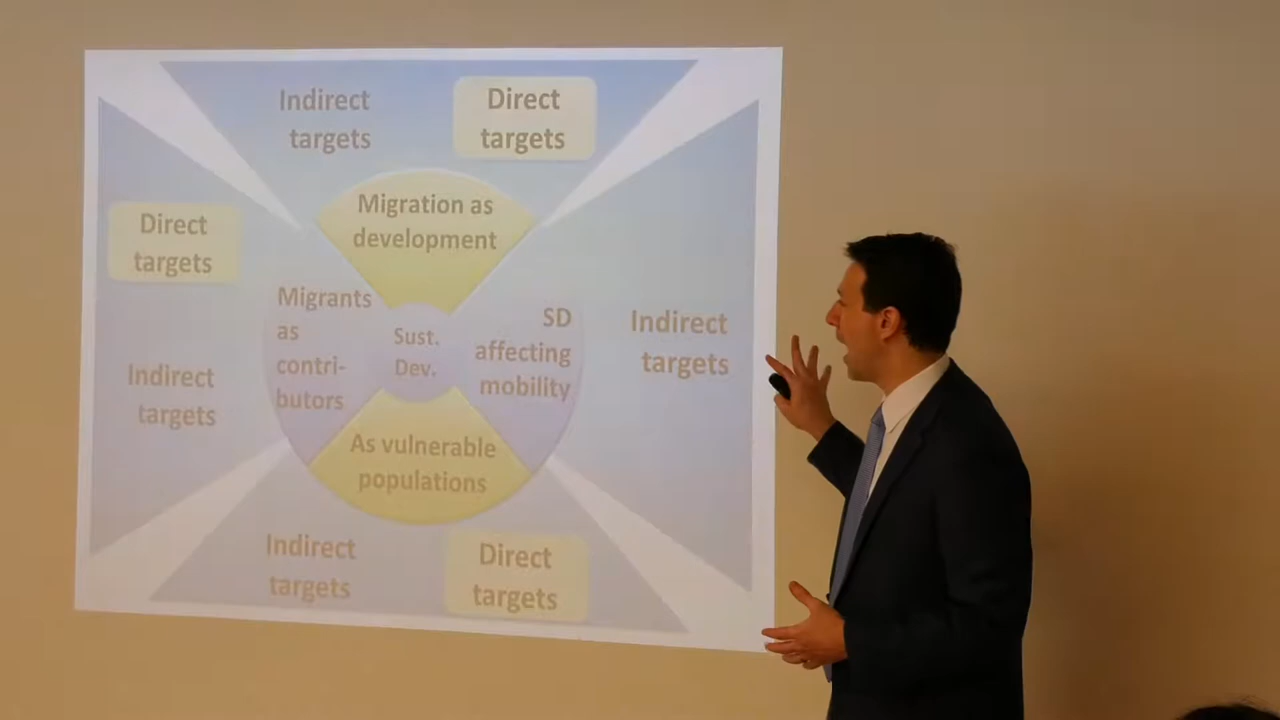 Indirect
targets
Direct
targets
Migration as
development
Direct
targets
Indirect
targets
Migrants
as
contri-
butors
Sust.
Dev.
SD
affecting
mobility
Indirect
targets
As vulnerable
populations
Indirect
targets
Direct
targets